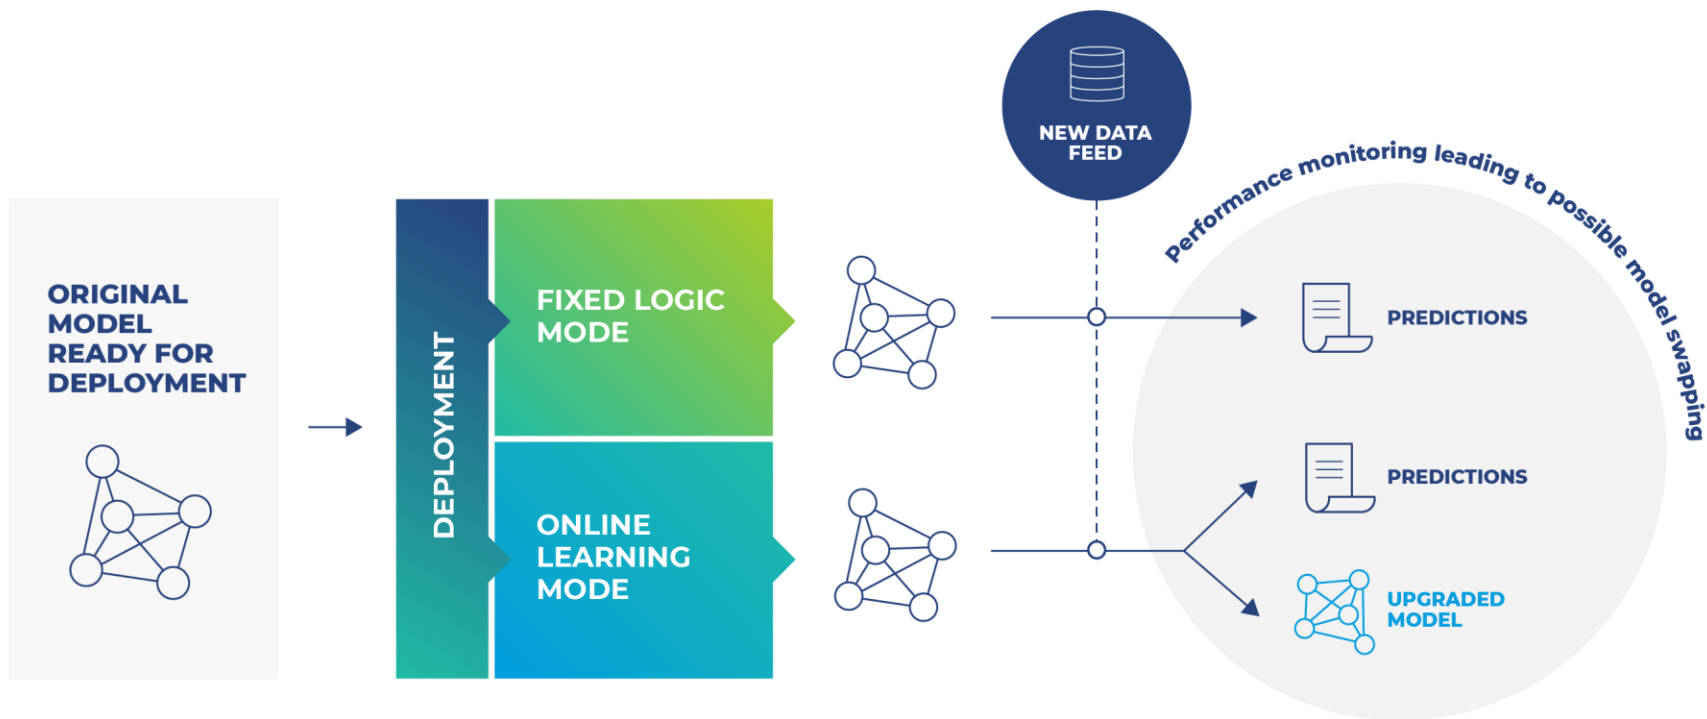 ORIGINAL
MODEL
READY FOR
DEPLOYMENT
DEPLOYMENT
FIXED LOGIC
MODE
ONLINE
LEARNING
MODE
NEW DATA
FEED
Performance monitoring leading to possible model swapping
PREDICTIONS
PREDICTIONS
UPGRADED
MODEL